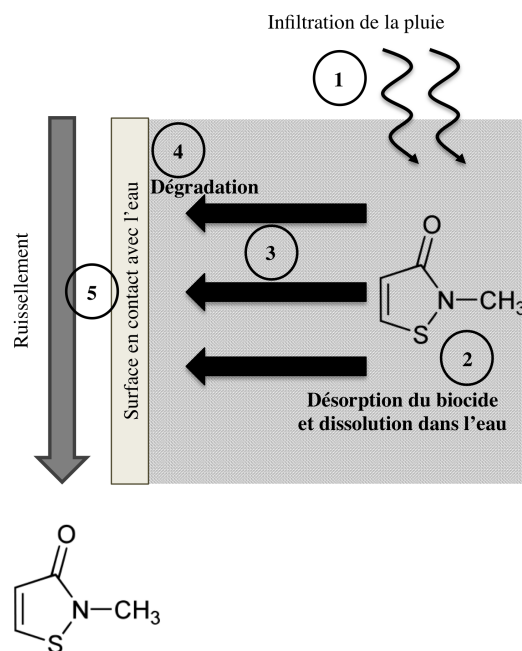 Infiltration de la pluie
1
4
Dégradation
3
O
N
CH3
S
2
Désorption du biocide
et dissolution dans l'eau
5
Surface en contact avec l'eau
Ruissellement
O
N
CH3
S